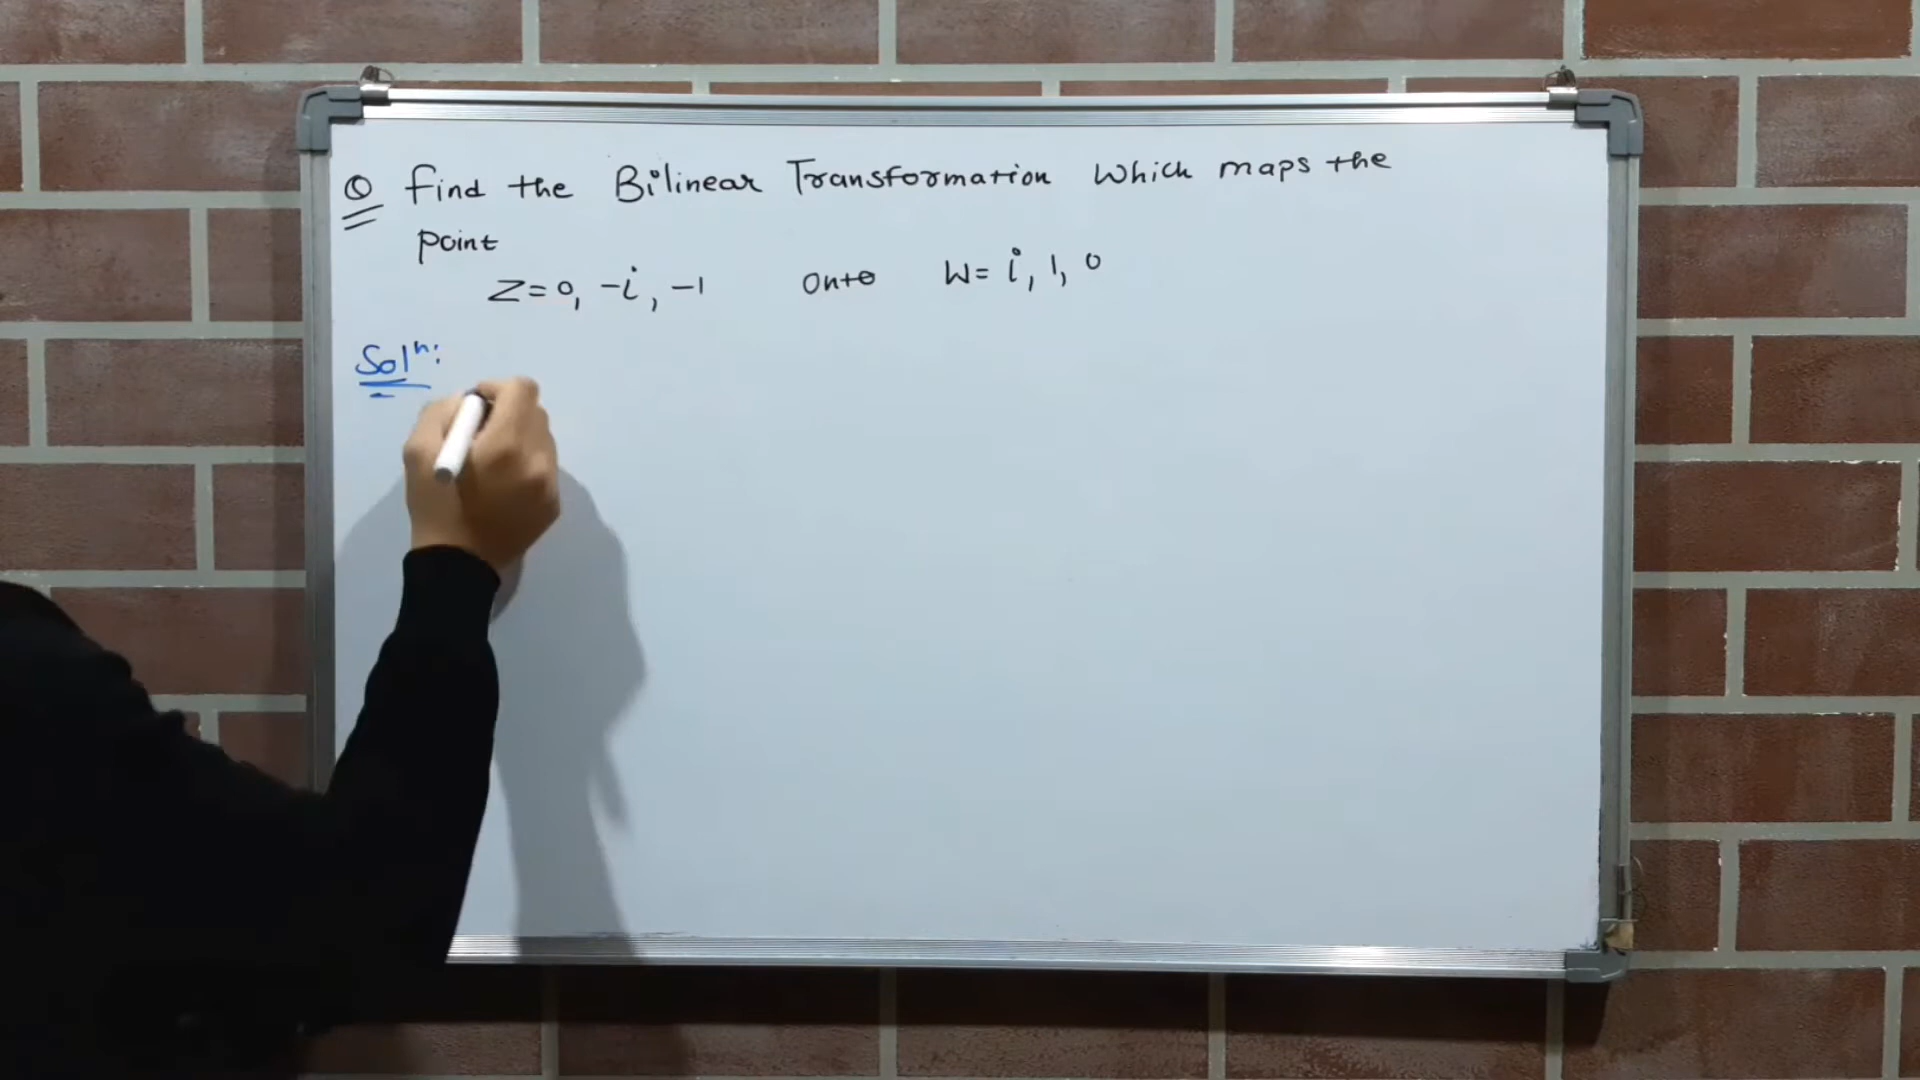 Q Find the Bilinear Transformation Which maps the
point
Z=0, -i, -1 onto W= i, 1, 0
Solⁿ: